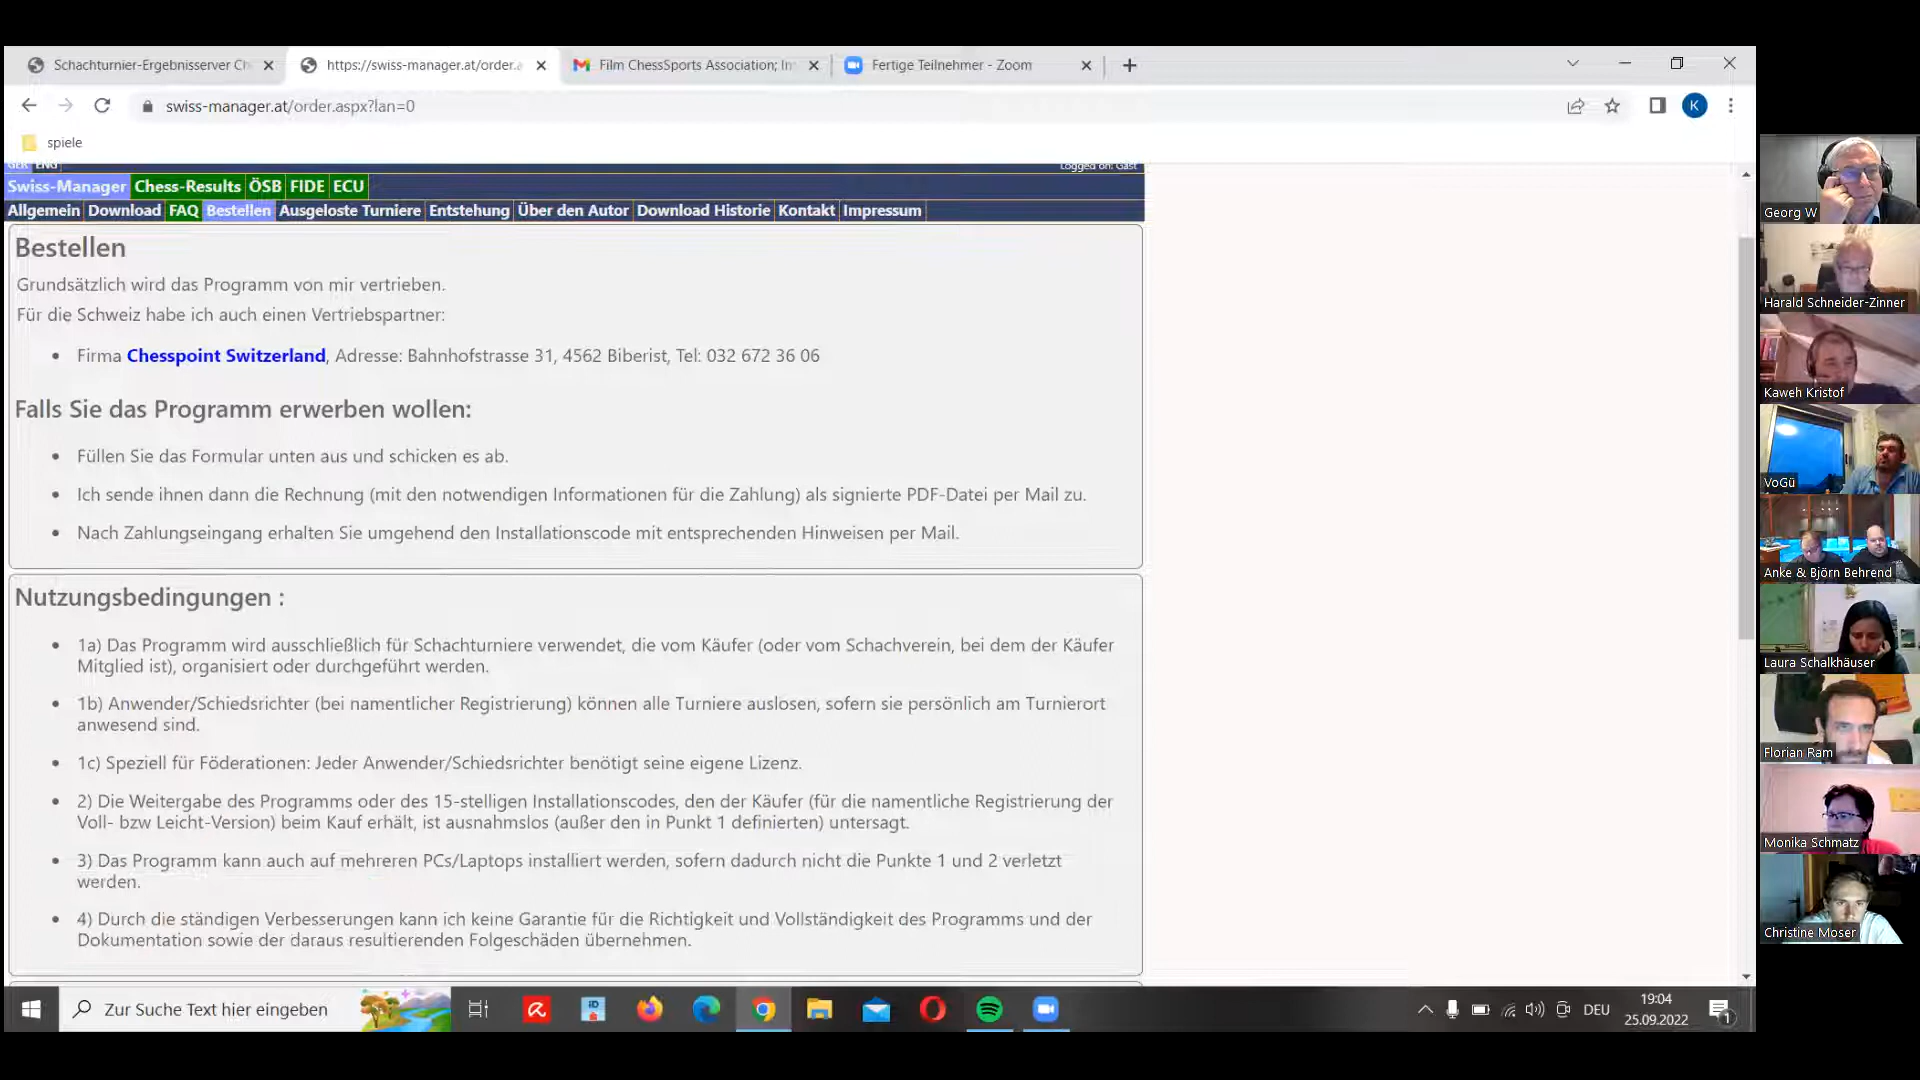 Schachturnier-Ergebnisserver Ch
https://swiss-manager.at/order.a
Film ChessSports Association; In
Fertige Teilnehmer - Zoom
swiss-manager.at/order.aspx?lan=0
K
spiele
GER ENG
Logged on: Gast
Swiss-Manager Chess-Results ÖSB FIDE ECU
Allgemein Download FAQ Bestellen Ausgeloste Turniere Entstehung Über den Autor Download Historie Kontakt Impressum
Bestellen
Grundsätzlich wird das Programm von mir vertrieben.
Für die Schweiz habe ich auch einen Vertriebspartner:
• Firma Chesspoint Switzerland, Adresse: Bahnhofstrasse 31, 4562 Biberist, Tel: 032 672 36 06
Falls Sie das Programm erwerben wollen:
• Füllen Sie das Formular unten aus und schicken es ab.
• Ich sende ihnen dann die Rechnung (mit den notwendigen Informationen für die Zahlung) als signierte PDF-Datei per Mail zu.
• Nach Zahlungseingang erhalten Sie umgehend den Installationscode mit entsprechenden Hinweisen per Mail.
Nutzungsbedingungen :
• 1a) Das Programm wird ausschließlich für Schachturniere verwendet, die vom Käufer (oder vom Schachverein, bei dem der Käufer
Mitglied ist), organisiert oder durchgeführt werden.
• 1b) Anwender/Schiedsrichter (bei namentlicher Registrierung) können alle Turniere auslosen, sofern sie persönlich am Turnierort
anwesend sind.
• 1c) Speziell für Föderationen: Jeder Anwender/Schiedsrichter benötigt seine eigene Lizenz.
• 2) Die Weitergabe des Programms oder des 15-stelligen Installationscodes, den der Käufer (für die namentliche Registrierung der
Voll- bzw Leicht-Version) beim Kauf erhält, ist ausnahmslos (außer den in Punkt 1 definierten) untersagt.
• 3) Das Programm kann auch auf mehreren PCs/Laptops installiert werden, sofern dadurch nicht die Punkte 1 und 2 verletzt
werden.
• 4) Durch die ständigen Verbesserungen kann ich keine Garantie für die Richtigkeit und Vollständigkeit des Programms und der
Dokumentation sowie der daraus resultierenden Folgeschäden übernehmen.
Zur Suche Text hier eingeben
iD
DEU
19:04
25.09.2022
1
Georg W
Harald Schneider-Zinner
Kaweh Kristof
VoGü
Anke & Björn Behrend
Laura Schalkhäuser
Florian Ram
Monika Schmatz
Christine Moser